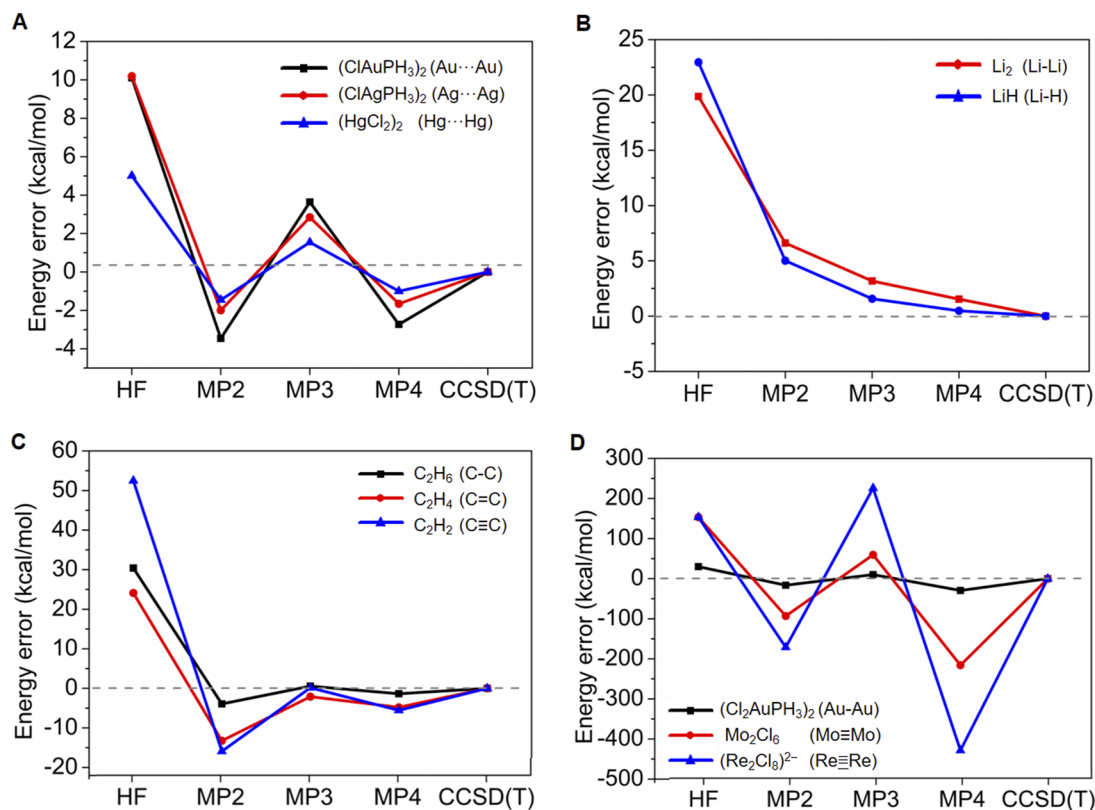 A
Energy error (kcal/mol)
12
10
8
6
4
2
0
-2
-4
(ClAuPH₃)₂ (Au···Au)
(ClAgPH₃)₂ (Ag···Ag)
(HgCl₂)₂ (Hg···Hg)
HF MP2 MP3 MP4 CCSD(T)
B
Energy error (kcal/mol)
25
20
15
10
5
0
-5
Li₂ (Li-Li)
LiH (Li-H)
HF MP2 MP3 MP4 CCSD(T)
C
Energy error (kcal/mol)
60
50
40
30
20
10
0
-10
-20
C₂H₆ (C-C)
C₂H₄ (C=C)
C₂H₂ (C≡C)
HF MP2 MP3 MP4 CCSD(T)
D
Energy error (kcal/mol)
300
200
100
0
-100
-200
-300
-400
-500
(Cl₂AuPH₃)₂ (Au-Au)
Mo₂Cl₆ (Mo≡Mo)
(Re₂Cl₈)²⁻ (Re≣Re)
HF MP2 MP3 MP4 CCSD(T)